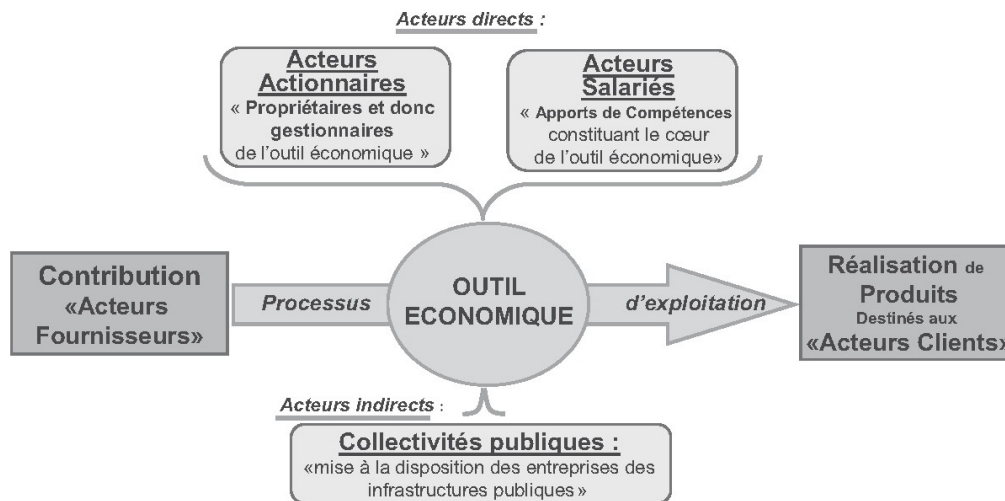 Acteurs directs :
Acteurs
Actionnaires
« Propriétaires et donc
gestionnaires
de l'outil économique »
Acteurs
Salariés
« Apports de Compétences
constituant le cœur
de l'outil économique»
Contribution
«Acteurs
Fournisseurs»
Processus
OUTIL
ECONOMIQUE
d'exploitation
Réalisation de
Produits
Destinés aux
«Acteurs Clients»
Acteurs indirects :
Collectivités publiques :
«mise à la disposition des entreprises des
infrastructures publiques »